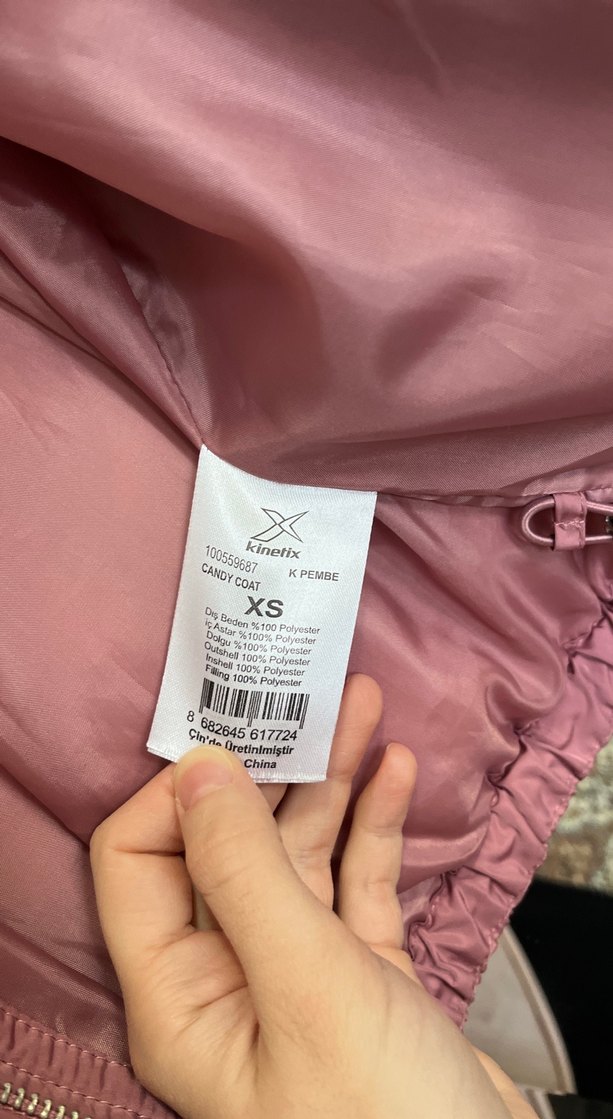 kinetix
100559687 K PEMBE
CANDY COAT
XS
Dış Beden %100 Polyester
İç Astar %100% Polyester
Dolgu %100% Polyester
Outshell 100% Polyester
Inshell 100% Polyester
Filling 100% Polyester
8 682645 617724
Çin'de Üretinlmiştir
China